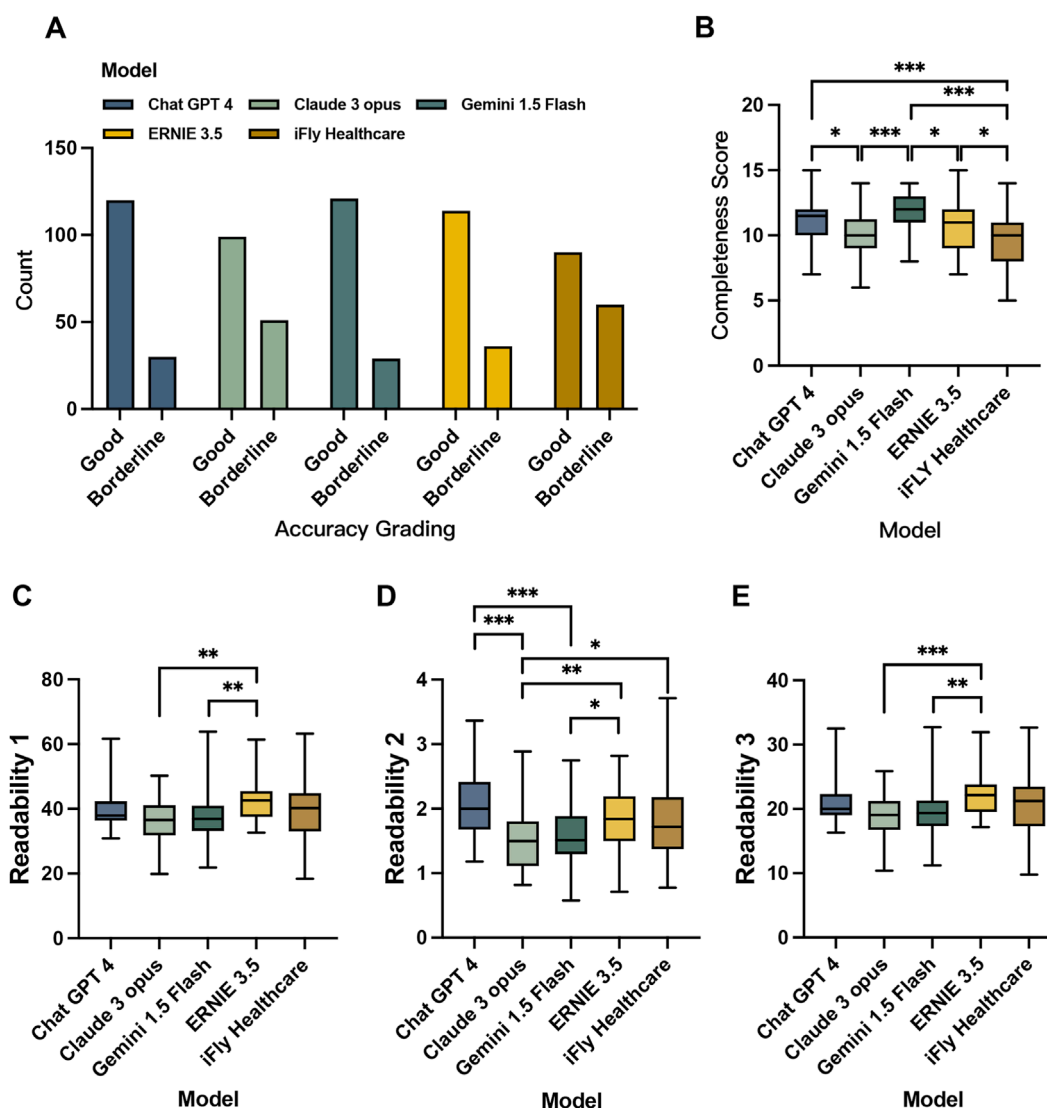 A
Model
Chat GPT 4 Claude 3 opus Gemini 1.5 Flash
ERNIE 3.5 iFly Healthcare
150
100
50
0
Count
Good
Borderline
Good
Borderline
Good
Borderline
Good
Borderline
Good
Borderline
Accuracy Grading
B
***
***
* *** * *
20
15
10
5
0
Completeness Score
Chat GPT 4
Claude 3 opus
Gemini 1.5 Flash
ERNIE 3.5
iFLY Healthcare
Model
C
**
**
80
60
40
20
0
Readability 1
Chat GPT 4
Claude 3 opus
Gemini 1.5 Flash
ERNIE 3.5
iFly Healthcare
Model
D
***
***
*
**
*
4
3
2
1
0
Readability 2
Chat GPT 4
Claude 3 opus
Gemini 1.5 Flash
ERNIE 3.5
iFly Healthcare
Model
E
***
**
40
30
20
10
0
Readability 3
Chat GPT 4
Claude 3 opus
Gemini 1.5 Flash
ERNIE 3.5
iFly Healthcare
Model